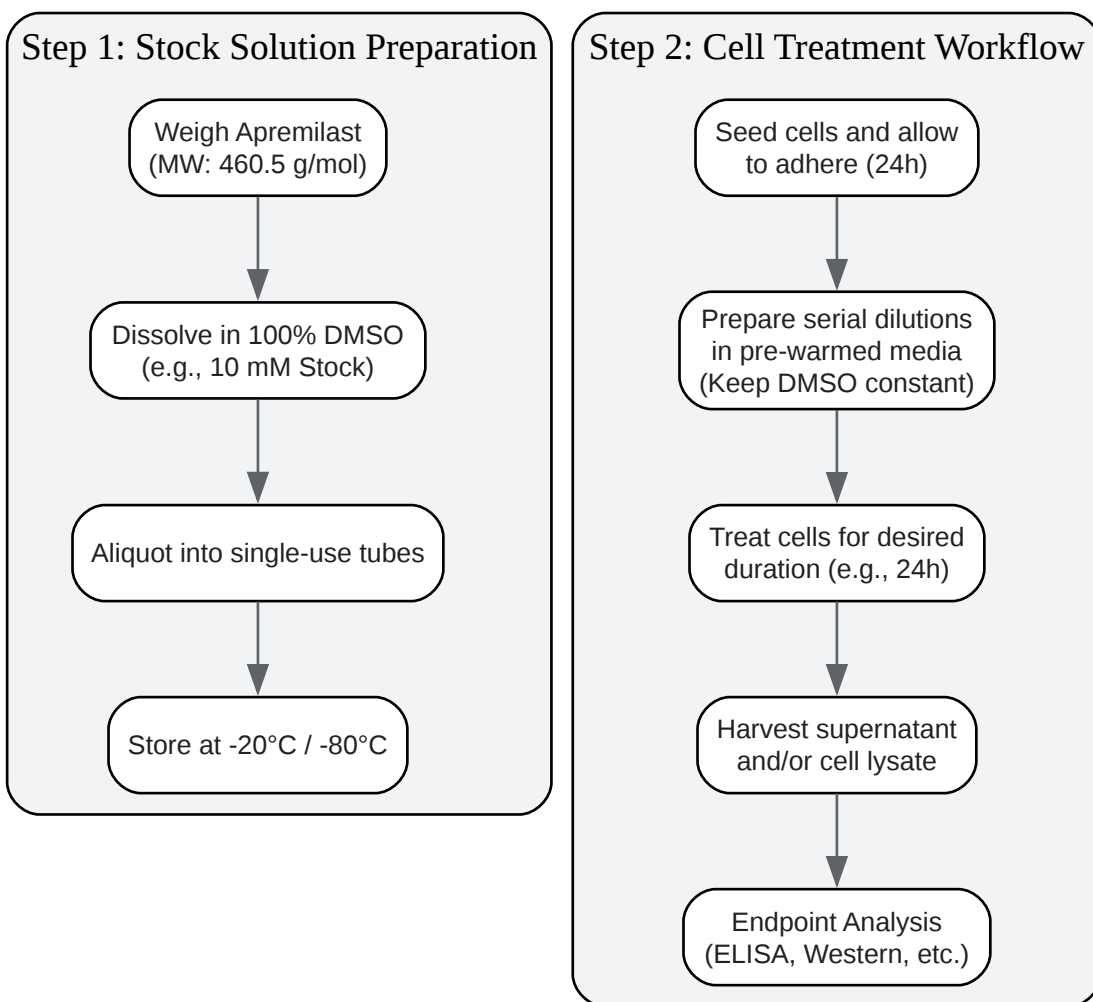 Step 1: Stock Solution Preparation
Weigh Apremilast
(MW: 460.5 g/mol)
Dissolve in 100% DMSO
(e.g., 10 mM Stock)
Aliquot into single-use tubes
Store at -20°C / -80°C
Step 2: Cell Treatment Workflow
Seed cells and allow
to adhere (24h)
Prepare serial dilutions
in pre-warmed media
(Keep DMSO constant)
Treat cells for desired
duration (e.g., 24h)
Harvest supernatant
and/or cell lysate
Endpoint Analysis
(ELISA, Western, etc.)